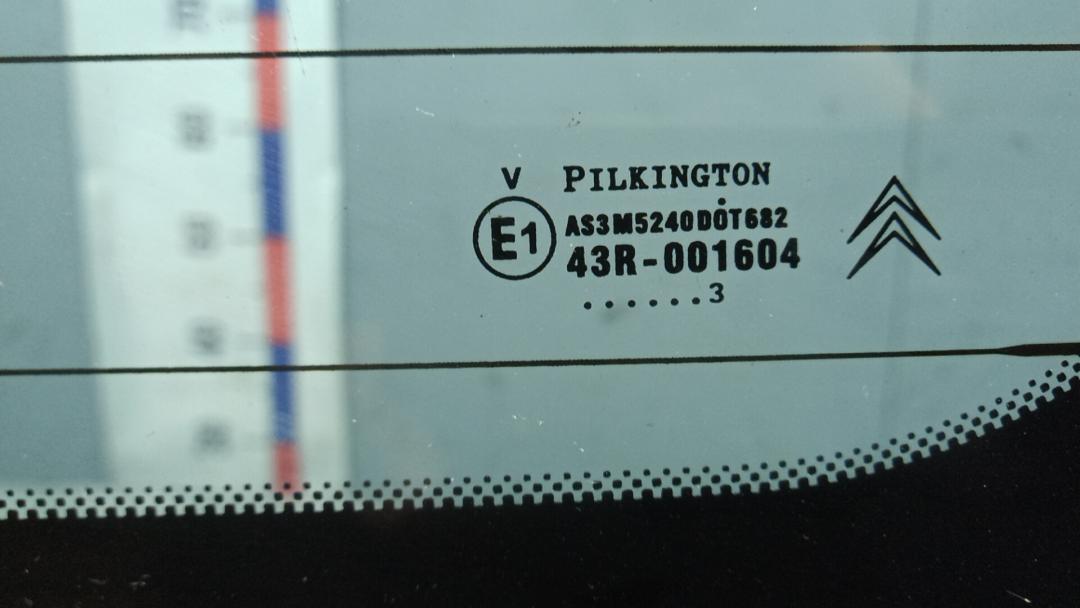 V PILKINGTON
E1 AS3M5240DOT682
43R-001604
......3